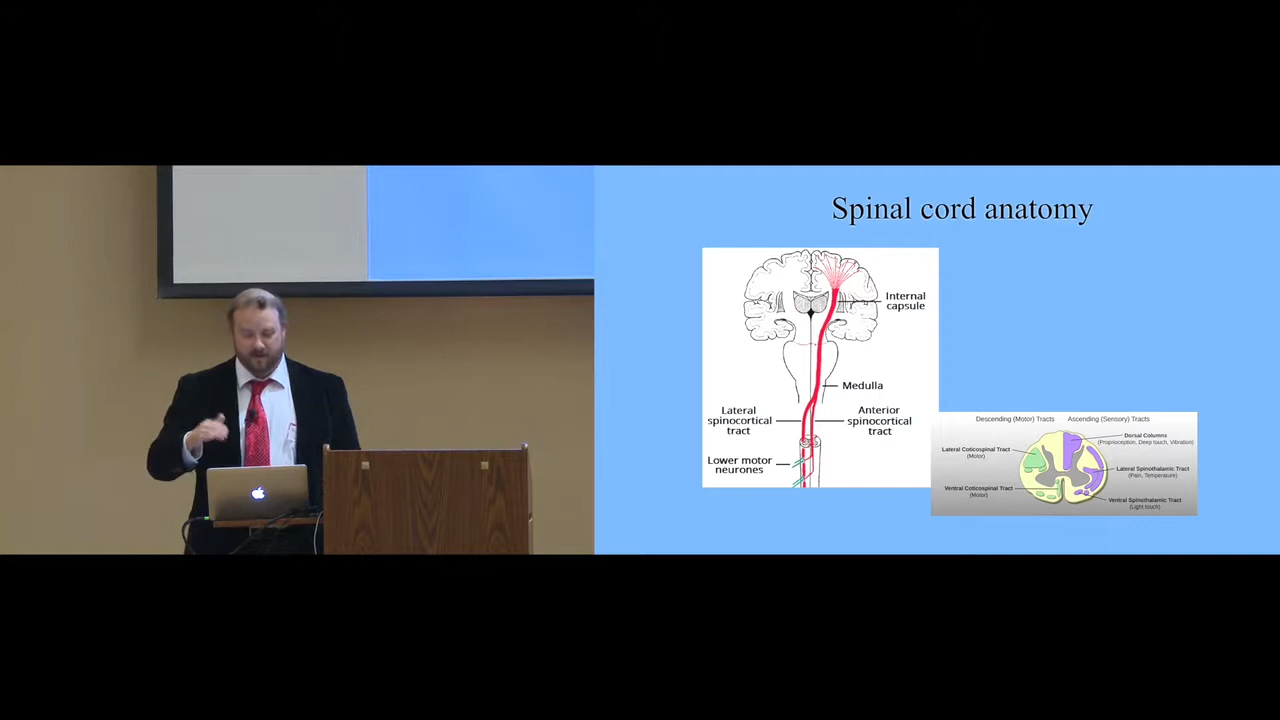 Spinal cord anatomy
Internal
capsule
Medulla
Lateral
spinocortical
tract
Anterior
spinocortical
tract
Lower motor
neurones
Descending (Motor) Tracts
Ascending (Sensory) Tracts
Dorsal Columns
(Proprioception, Deep touch, Vibration)
Lateral Coticospinal Tract
(Motor)
Lateral Spinothalamic Tract
(Pain, Temperature)
Ventral Coticospinal Tract
(Motor)
Ventral Spinothalamic Tract
(Light touch)